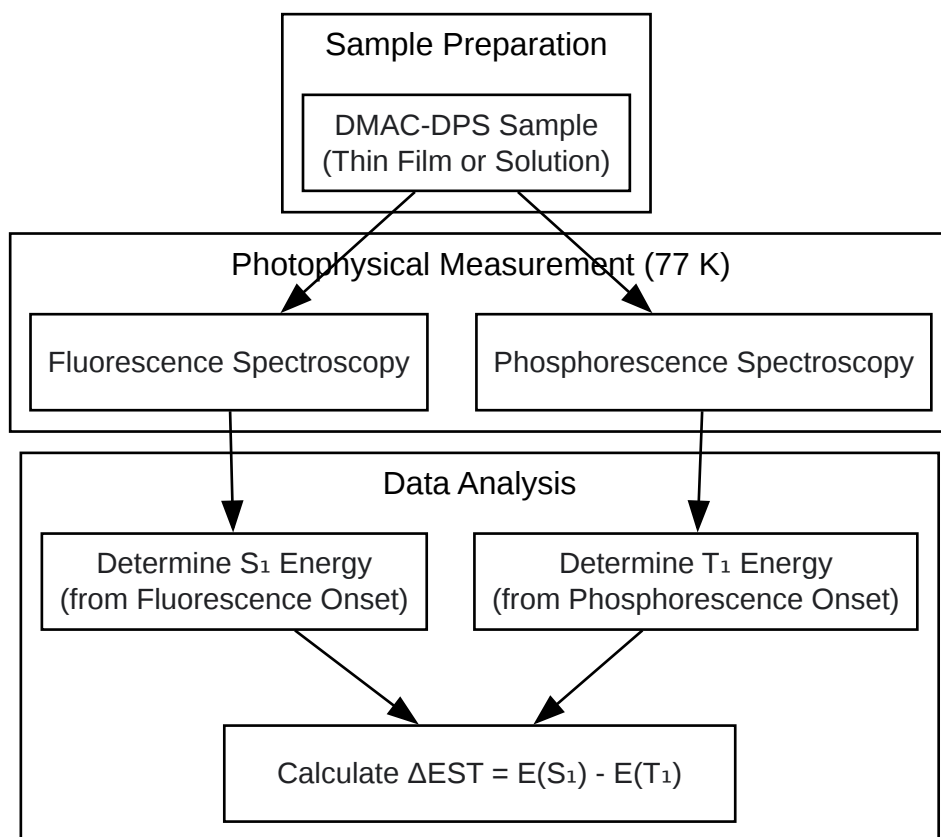 Sample Preparation
DMAC-DPS Sample
(Thin Film or Solution)
Photophysical Measurement (77 K)
Fluorescence Spectroscopy
Phosphorescence Spectroscopy
Data Analysis
Determine S₁ Energy
(from Fluorescence Onset)
Determine T₁ Energy
(from Phosphorescence Onset)
Calculate ΔEST = E(S₁) - E(T₁)